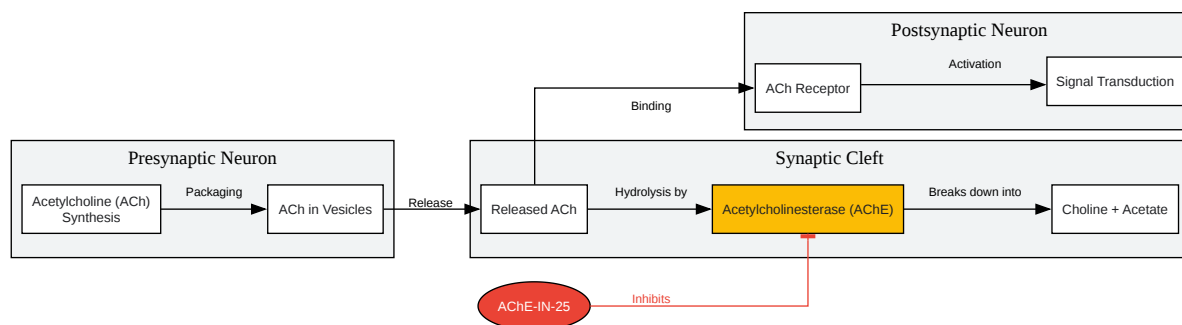 Postsynaptic Neuron
ACh Receptor
Activation
Signal Transduction
Binding
Presynaptic Neuron
Acetylcholine (ACh)
Synthesis
Packaging
ACh in Vesicles
Release
Synaptic Cleft
Released ACh
Hydrolysis by
Acetylcholinesterase (AChE)
Breaks down into
Choline + Acetate
AChE-IN-25
Inhibits